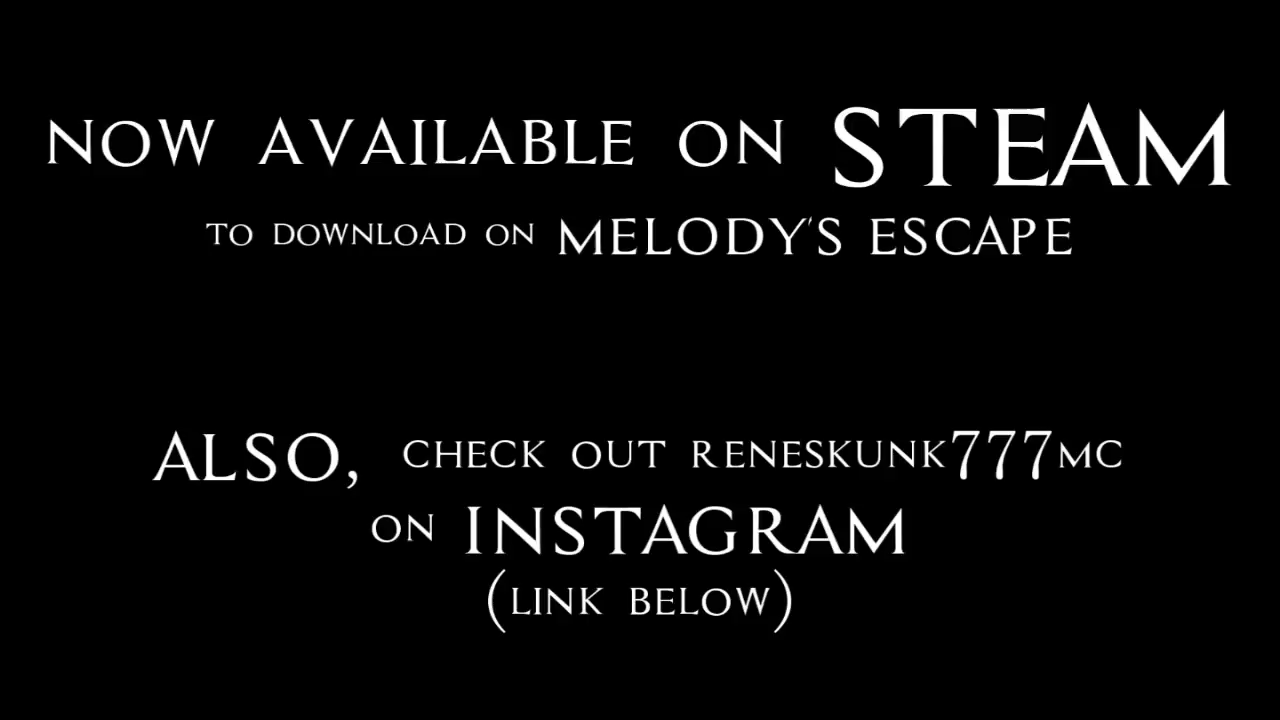 NOW AVAILABLE ON STEAM
TO DOWNLOAD ON MELODY'S ESCAPE
ALSO, CHECK OUT RENESKUNK777MC
ON INSTAGRAM
(LINK BELOW)